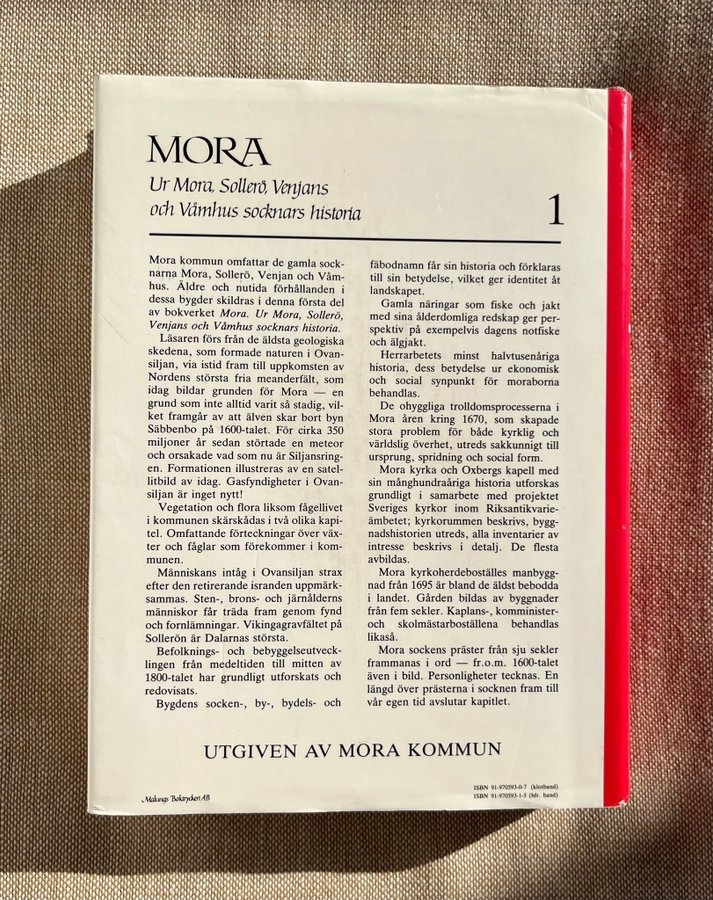 MORA
Ur Mora, Sollerö, Venjans
och Våmhus socknars historia
1
Mora kommun omfattar de gamla sock-
narna Mora, Sollerö, Venjan och Våm-
hus. Äldre och nutida förhållanden i
dessa bygder skildras i denna första del
av bokverket Mora. Ur Mora, Sollerö,
Venjans och Våmhus socknars historia.
Läsaren förs från de äldsta geologiska
skedena, som formade naturen i Ovan-
siljan, via istid fram till uppkomsten av
Nordens största fria meanderfält, som
idag bildar grunden för Mora — en
grund som inte alltid varit så stadig, vil-
ket framgår av att älven skar bort byn
Säbbenbo på 1600-talet. För cirka 350
miljoner år sedan störtade en meteor
och orsakade vad som nu är Siljansring-
en. Formationen illustreras av en satel-
litbild av idag. Gasfyndigheter i Ovan-
siljan är inget nytt!
Vegetation och flora liksom fågellivet
i kommunen skärskådas i två olika kapi-
tel. Omfattande förteckningar över väx-
ter och fåglar som förekommer i kom-
munen.
Människans intåg i Ovansiljan strax
efter den retirerande isranden uppmärk-
sammas. Sten-, brons- och järnålderns
människor får träda fram genom fynd
och fornlämningar. Vikingagravfältet på
Sollerön är Dalarnas största.
Befolknings- och bebyggelseutveck-
lingen från medeltiden till mitten av
1800-talet har grundligt utforskats och
redovisats.
Bygdens socken-, by-, bydels- och
fäbodnamn får sin historia och förklaras
till sin betydelse, vilket ger identitet åt
landskapet.
Gamla näringar som fiske och jakt
med sina ålderdomliga redskap ger per-
spektiv på exempelvis dagens notfiske
och älgjakt.
Herrarbetets minst halvtusenåriga
historia, dess betydelse ur ekonomisk
och social synpunkt för moraborna
behandlas.
De ohyggliga trolldomsprocesserna i
Mora åren kring 1670, som skapade
stora problem för både kyrklig och
världslig överhet, utreds sakkunnigt till
ursprung, spridning och social form.
Mora kyrka och Oxbergs kapell med
sin månghundraåriga historia utforskas
grundligt i samarbete med projektet
Sveriges kyrkor inom Riksantikvarie-
ämbetet; kyrkorummen beskrivs, bygg-
nadshistorien utreds, alla inventarier av
intresse beskrivs i detalj. De flesta
avbildas.
Mora kyrkoherdeboställes manbygg-
nad från 1695 är bland de äldst bebodda
i landet. Gården bildas av byggnader
från fem sekler. Kaplans-, komminister-
och skolmästarboställena behandlas
likaså.
Mora sockens präster från sju sekler
frammanas i ord — fr.o.m. 1600-talet
även i bild. Personligheter tecknas. En
längd över prästerna i socknen fram till
vår egen tid avslutar kapitlet.
UTGIVEN AV MORA KOMMUN
Malungs Boktryckeri AB
ISBN 91-970593-0-7 (klotband)
ISBN 91-970593-1-5 (hfr. band)